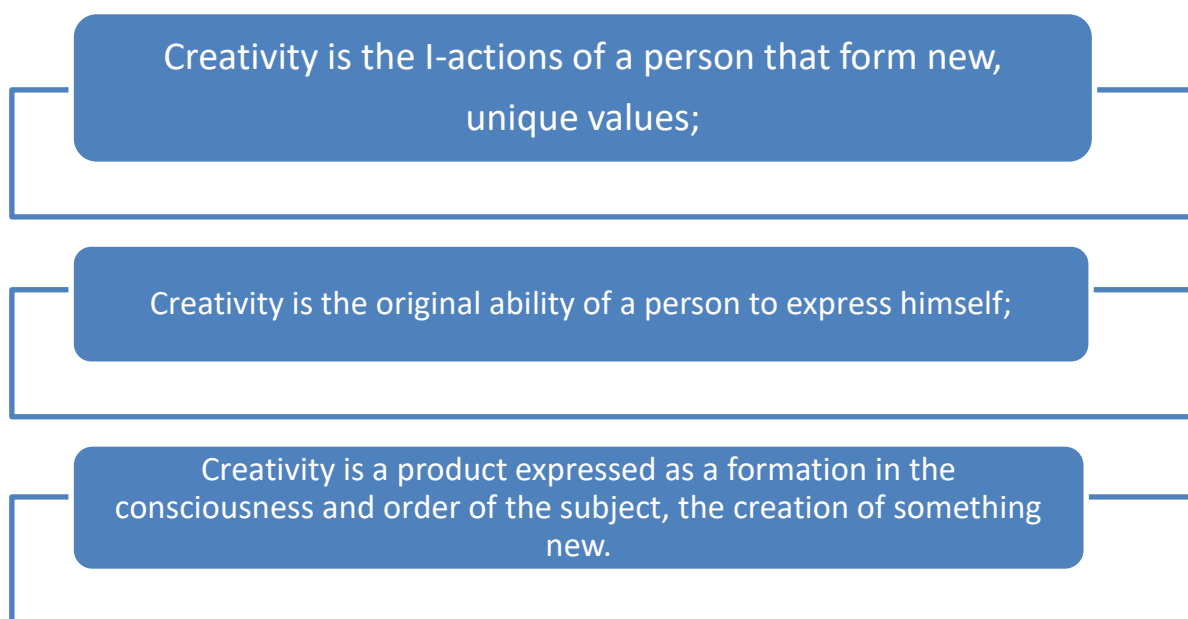 Creativity is the I-actions of a person that form new,
unique values;
Creativity is the original ability of a person to express himself;
Creativity is a product expressed as a formation in the
consciousness and order of the subject, the creation of something
new.